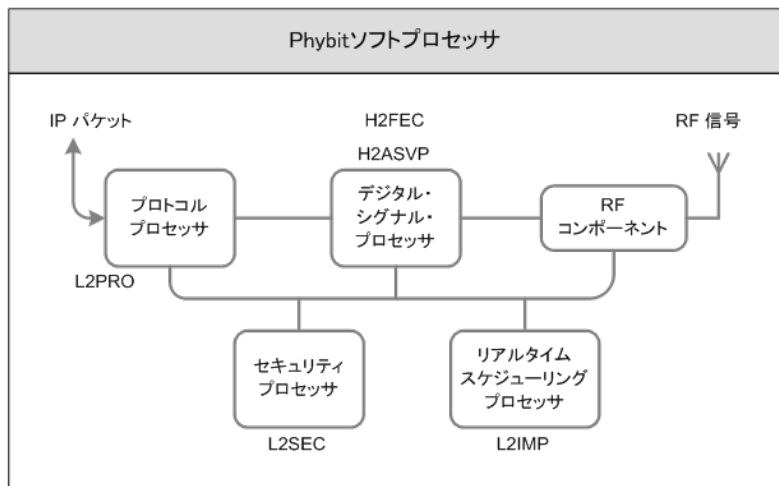 Phybitソフトプロセッサ
IP パケット
H2FEC
RF 信号
H2ASVP
プロトコル
プロセッサ
デジタル・
シグナル・
プロセッサ
RF
コンポーネント
L2PRO
セキュリティ
プロセッサ
リアルタイム
スケジューリング
プロセッサ
L2SEC
L2IMP